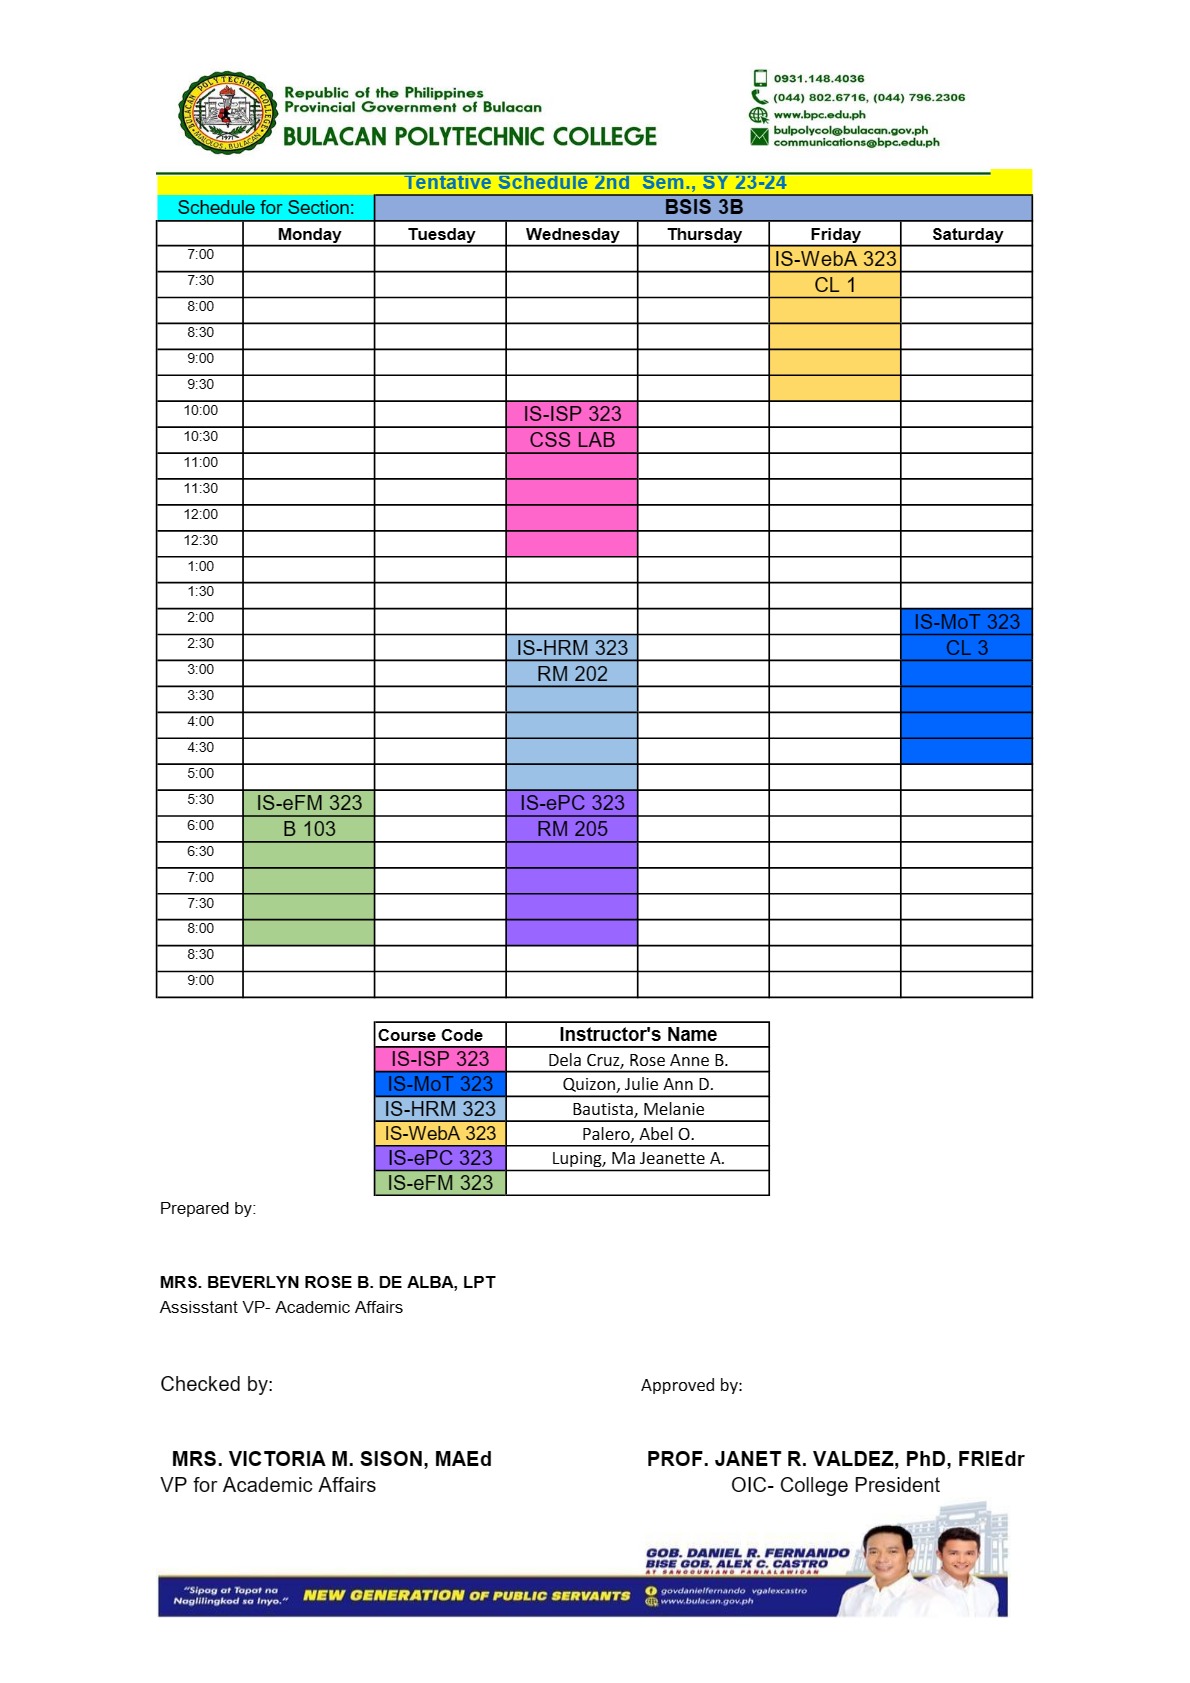 Republic of the Philippines
Provincial Government of Bulacan
BULACAN POLYTECHNIC COLLEGE
BULACAN POLYTECHNIC COLLEGE
MALOLOS, BULACAN
1971
0931.148.4036
(044) 802.6716, (044) 796.2306
www.bpc.edu.ph
bulpolycol@bulacan.gov.ph
communications@bpc.edu.ph
Tentative Schedule 2nd Sem., SY 23-24
Schedule for Section: BSIS 3B
Monday Tuesday Wednesday Thursday Friday Saturday
7:00 IS-WebA 323
7:30 CL 1
8:00
8:30
9:00
9:30
10:00 IS-ISP 323
10:30 CSS LAB
11:00
11:30
12:00
12:30
1:00
1:30
2:00 IS-MoT 323
2:30 IS-HRM 323 CL 3
3:00 RM 202
3:30
4:00
4:30
5:00
5:30 IS-eFM 323 IS-ePC 323
6:00 B 103 RM 205
6:30
7:00
7:30
8:00
8:30
9:00
Course Code Instructor's Name
IS-ISP 323 Dela Cruz, Rose Anne B.
IS-MoT 323 Quizon, Julie Ann D.
IS-HRM 323 Bautista, Melanie
IS-WebA 323 Palero, Abel O.
IS-ePC 323 Luping, Ma Jeanette A.
IS-eFM 323
Prepared by:
MRS. BEVERLYN ROSE B. DE ALBA, LPT
Assisstant VP- Academic Affairs
Checked by: Approved by:
MRS. VICTORIA M. SISON, MAEd PROF. JANET R. VALDEZ, PhD, FRIEdr
VP for Academic Affairs OIC- College President
GOB. DANIEL R. FERNANDO
BISE GOB. ALEX C. CASTRO
AT SANGGUNIANG PANLALAWIGAN
"Sipag at Tapat na
Naglilingkod sa Inyo."
NEW GENERATION OF PUBLIC SERVANTS
govdanielfernando vgalexcastro
www.bulacan.gov.ph